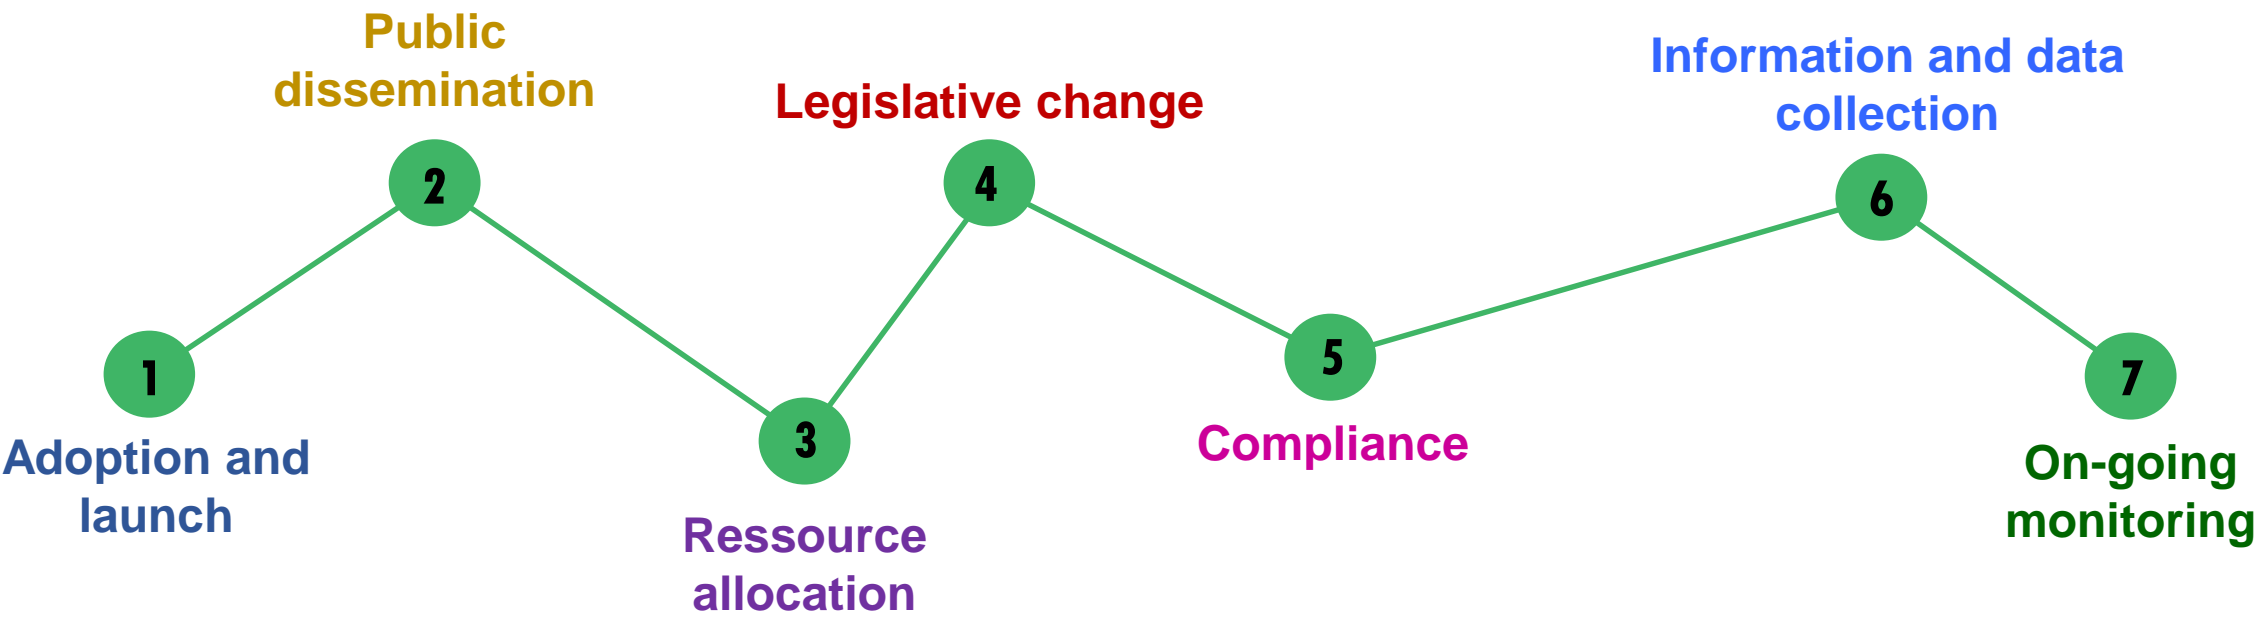 Public
dissemination
2
Legislative change
4
Information and data
collection
6
1
Adoption and
launch
3
Ressource
allocation
5
Compliance
7
On-going
monitoring